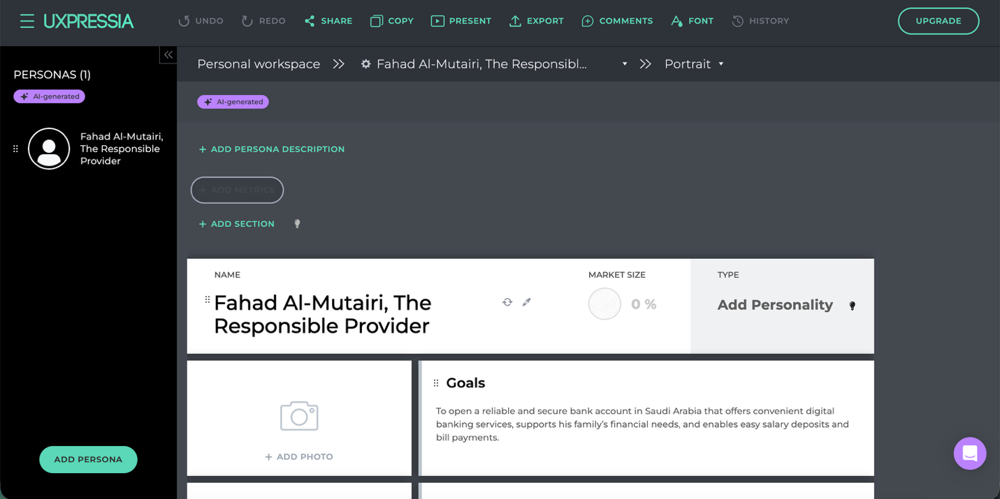 UXPRESSIA
UNDO
REDO
SHARE
COPY
PRESENT
EXPORT
COMMENTS
FONT
HISTORY
UPGRADE
PERSONAS (1)
AI-generated
Fahad Al-Mutairi,
The Responsible
Provider
ADD PERSONA
Personal workspace
Fahad Al-Mutairi, The Responsibl...
Portrait
AI-generated
+ ADD PERSONA DESCRIPTION
+ ADD METRICS
+ ADD SECTION
NAME
Fahad Al-Mutairi, The
Responsible Provider
MARKET SIZE
0 %
TYPE
Add Personality
+ ADD PHOTO
Goals
To open a reliable and secure bank account in Saudi Arabia that offers convenient digital
banking services, supports his family's financial needs, and enables easy salary deposits and
bill payments.